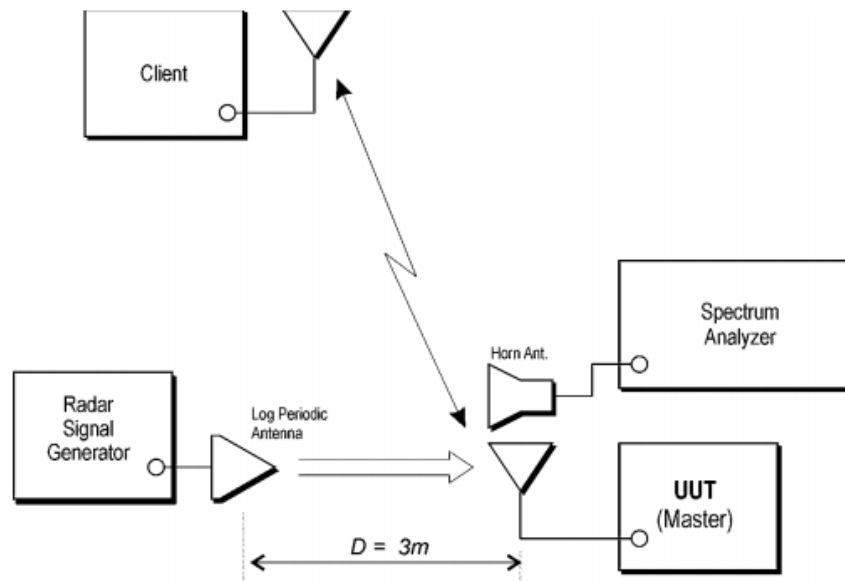 Client
Spectrum
Analyzer
Horn Ant.
Radar
Signal
Generator
Log Periodic
Antenna
UUT
(Master)
D = 3m